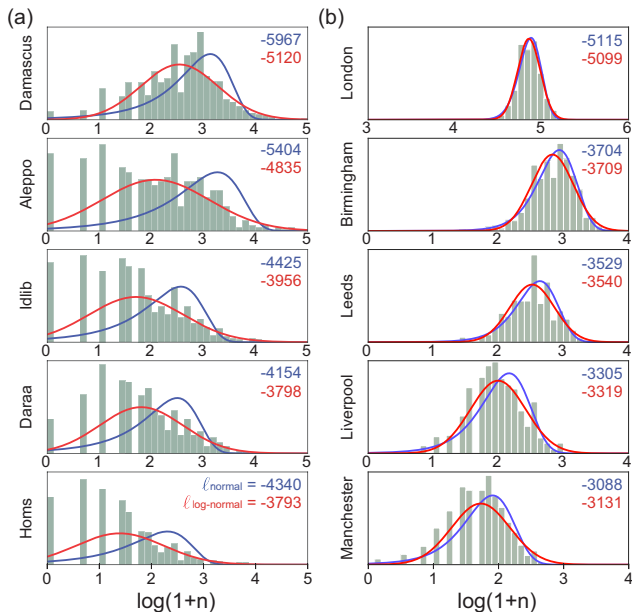 (a)
(b)
Damascus
-5967
-5120
0 1 2 3 4 5
Aleppo
-5404
-4835
0 1 2 3 4 5
Idlib
-4425
-3956
0 1 2 3 4 5
Daraa
-4154
-3798
0 1 2 3 4 5
Homs
ℓnormal = -4340
ℓlog-normal = -3793
0 1 2 3 4 5
log(1+n)
London
-5115
-5099
3 4 5 6
Birmingham
-3704
-3709
0 1 2 3 4
Leeds
-3529
-3540
0 1 2 3 4
Liverpool
-3305
-3319
0 1 2 3 4
Manchester
-3088
-3131
0 1 2 3 4
log(1+n)